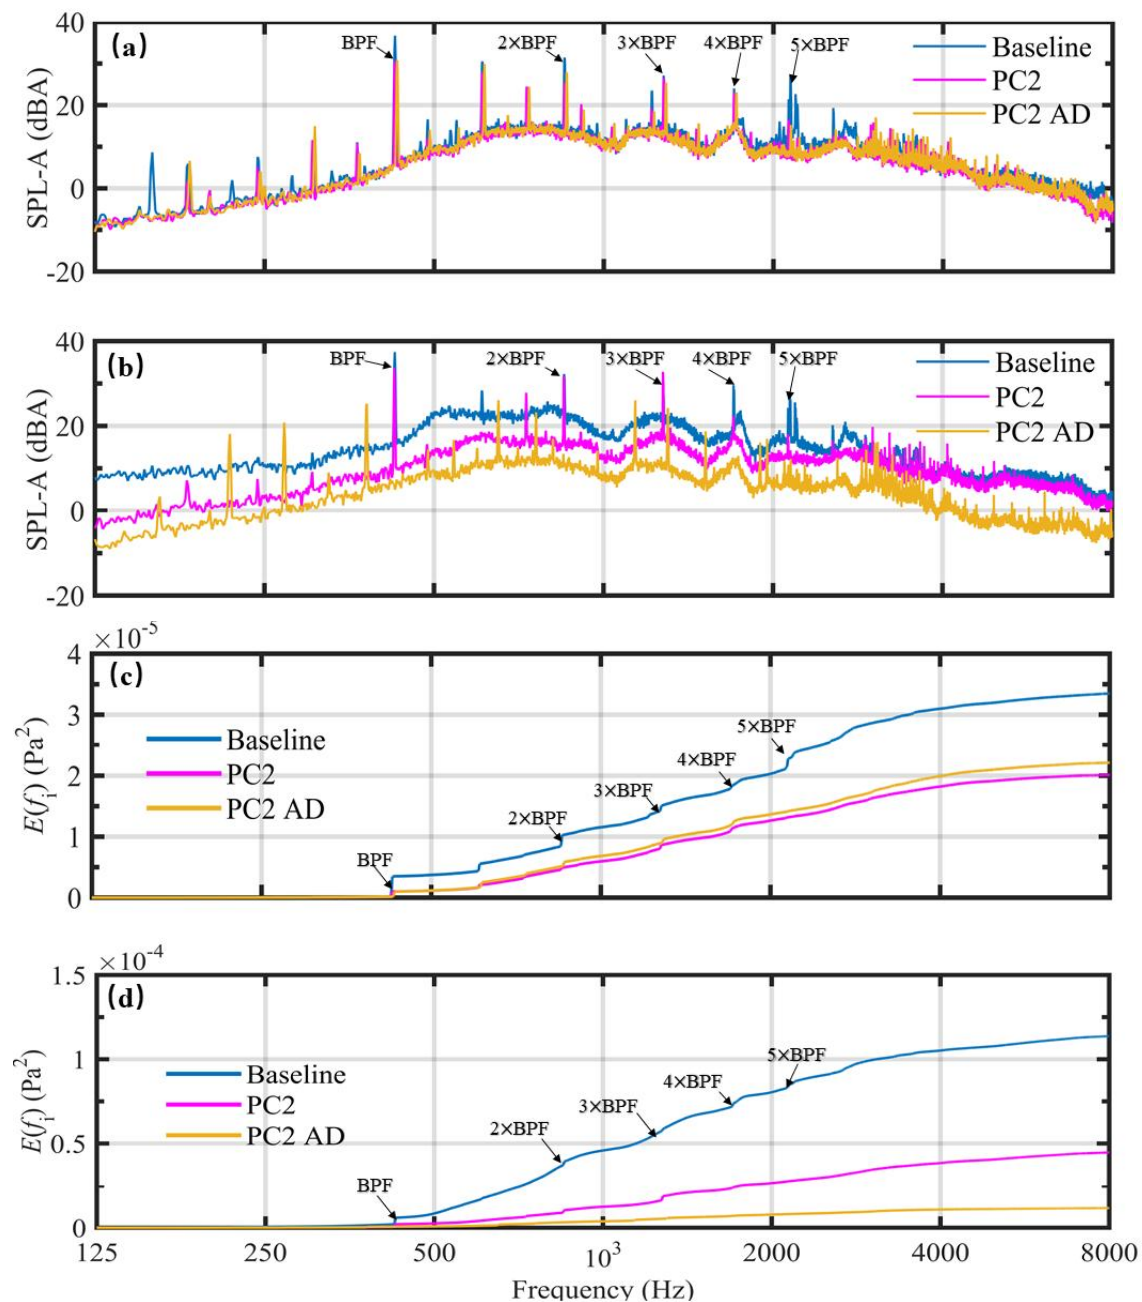 (a)
SPL-A (dBA)
40
20
0
-20
BPF
2×BPF
3×BPF
4×BPF
5×BPF
Baseline
PC2
PC2 AD
(b)
SPL-A (dBA)
40
20
0
-20
BPF
2×BPF
3×BPF
4×BPF
5×BPF
Baseline
PC2
PC2 AD
×10⁻⁵
(c)
E(fᵢ) (Pa²)
4
3
2
1
0
BPF
2×BPF
3×BPF
4×BPF
5×BPF
Baseline
PC2
PC2 AD
×10⁻⁴
(d)
E(fᵢ) (Pa²)
1.5
1
0.5
0
BPF
2×BPF
3×BPF
4×BPF
5×BPF
Baseline
PC2
PC2 AD
125 250 500 10³ 2000 4000 8000
Frequency (Hz)